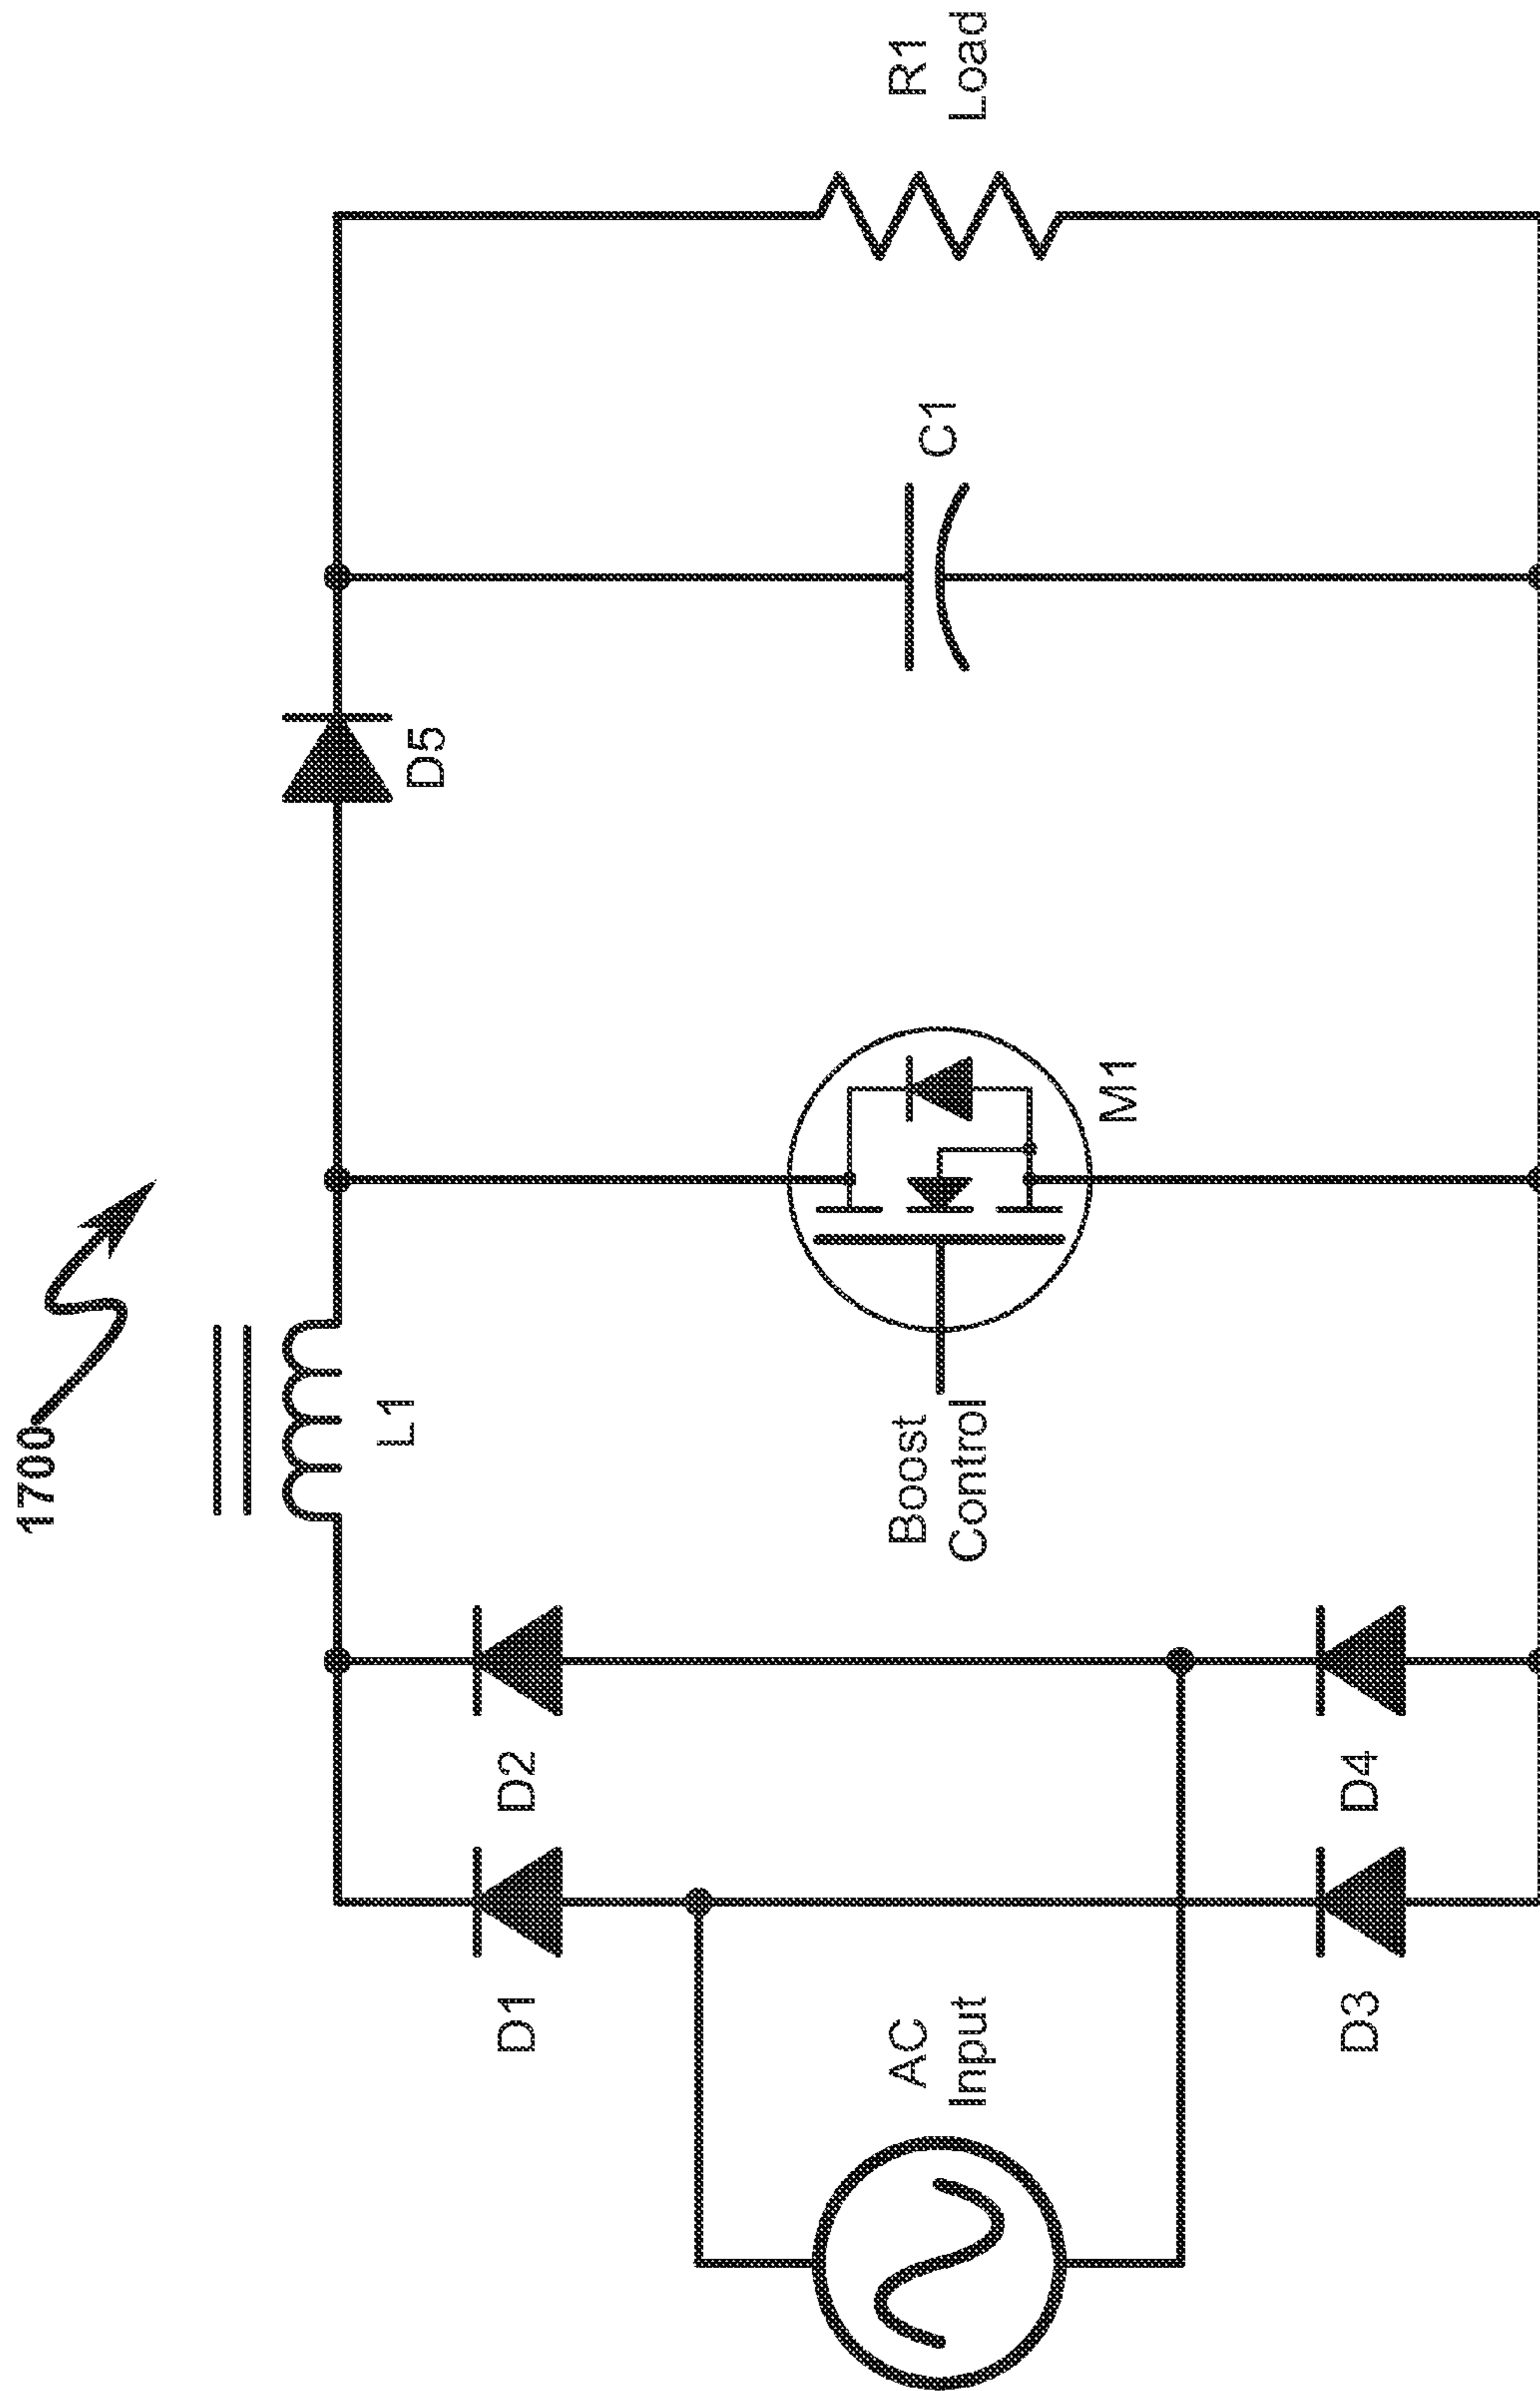 1700
L1
D5
D1
D2
AC
Input
Boost
Control
M1
C1
R1
Load
D3
D4